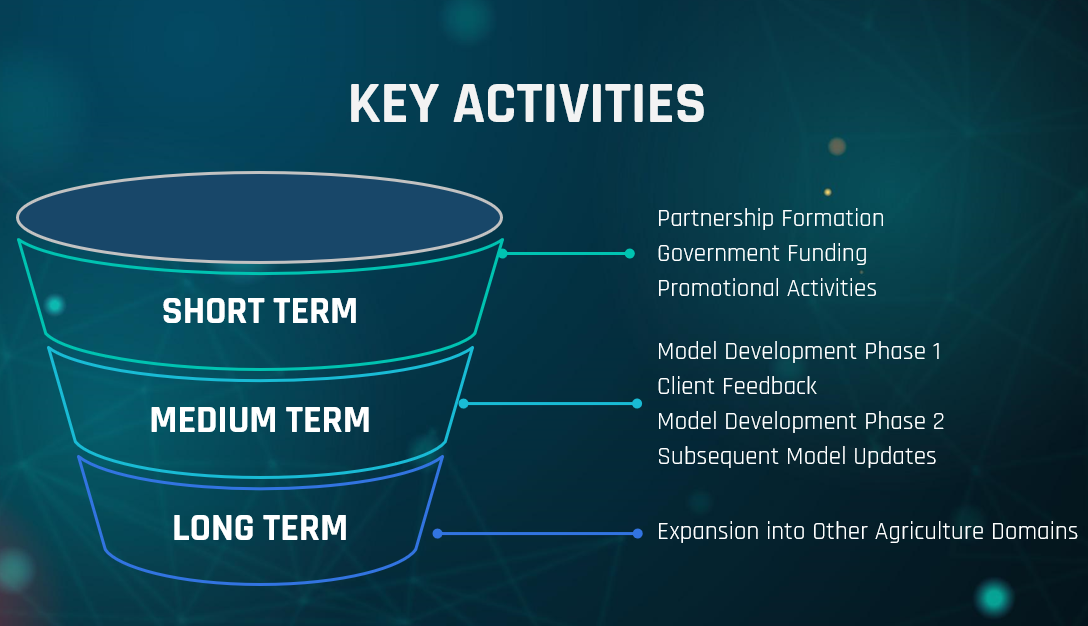 KEY ACTIVITIES
SHORT TERM
Partnership Formation
Government Funding
Promotional Activities
MEDIUM TERM
Model Development Phase 1
Client Feedback
Model Development Phase 2
Subsequent Model Updates
LONG TERM
Expansion into Other Agriculture Domains